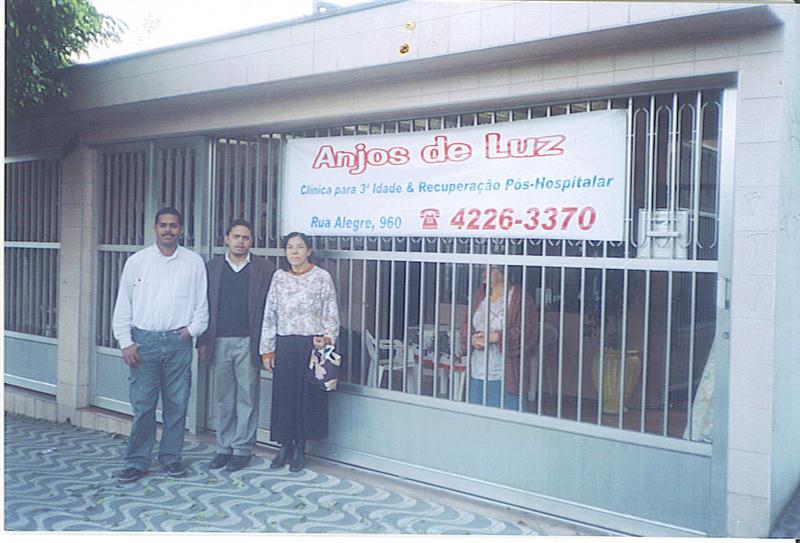 Anjos de Luz
Clínica para 3ª Idade & Recuperação Pós-Hospitalar
Rua Alegre, 960 ☎ 4226-3370